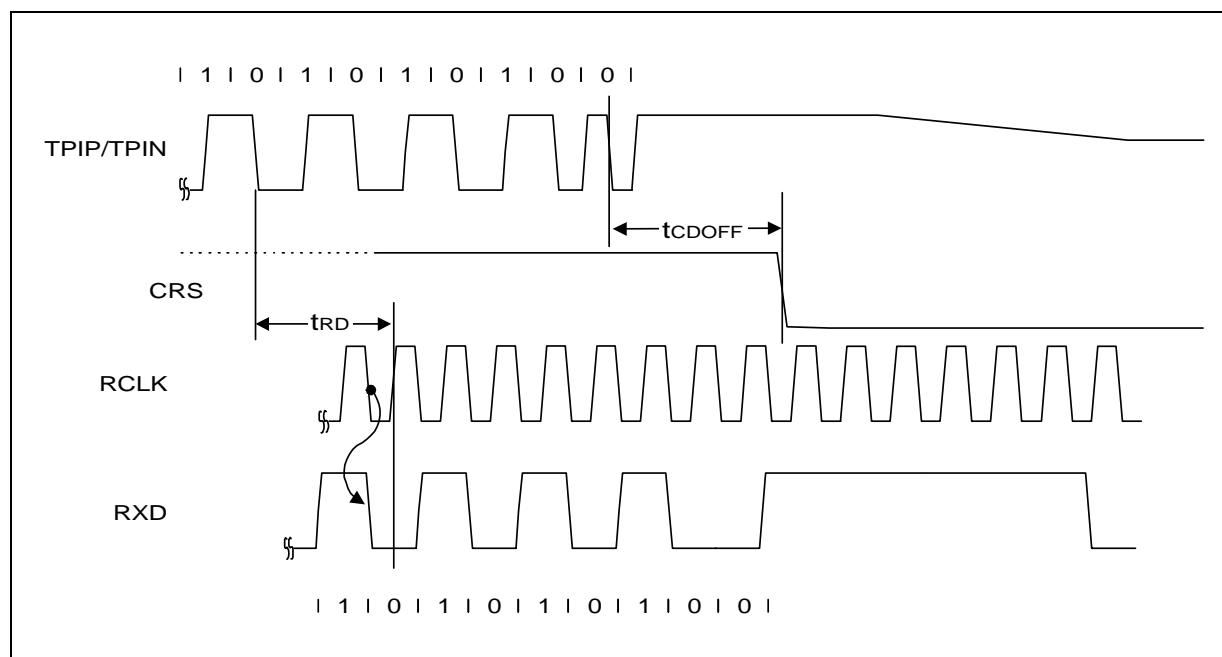 | 1 | 0 | 1 | 0 | 1 | 0 | 1 | 0 | 0 |
TPIP/TPIN
tCDOFF
CRS
tRD
RCLK
RXD
| 1 | 0 | 1 | 0 | 1 | 0 | 1 | 0 | 0 |